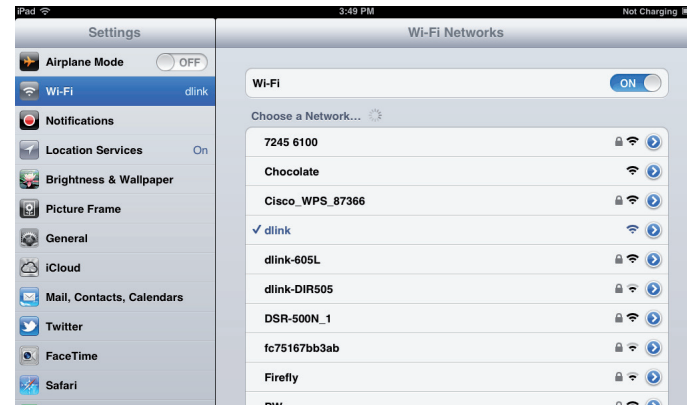 iPad 3:49 PM Not Charging
Settings
Airplane Mode OFF
Wi-Fi dlink
Notifications
Location Services On
Brightness & Wallpaper
Picture Frame
General
iCloud
Mail, Contacts, Calendars
Twitter
FaceTime
Safari
Wi-Fi Networks
Wi-Fi ON
Choose a Network...
7245 6100
Chocolate
Cisco_WPS_87366
✓ dlink
dlink-605L
dlink-DIR505
DSR-500N_1
fc75167bb3ab
Firefly